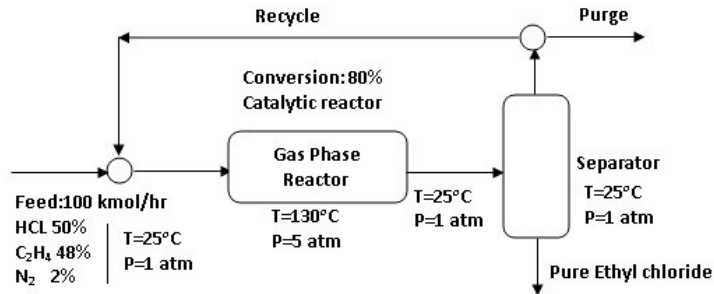 Recycle
Purge
Conversion: 80%
Catalytic reactor
Gas Phase
Reactor
Separator
T=25°C
P=1 atm
Feed:100 kmol/hr
HCL 50%
C₂H₄ 48%
N₂ 2%
T=25°C
P=1 atm
T=130°C
P=5 atm
T=25°C
P=1 atm
Pure Ethyl chloride